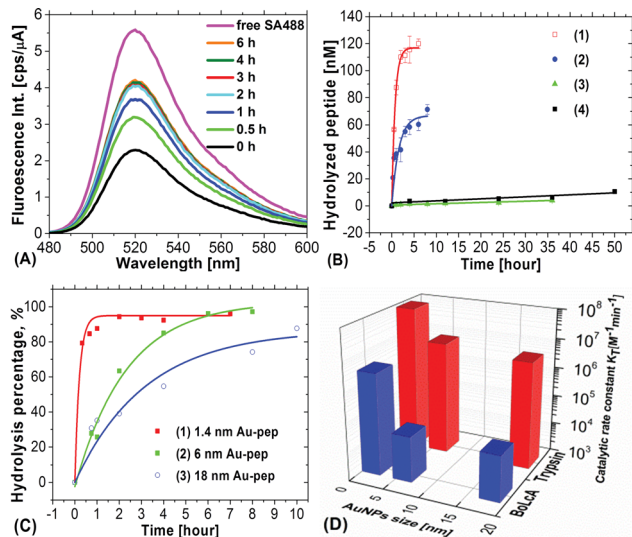 Fluroescence Int. [cps/µA]
6
5
4
3
2
1
0
free SA488
6 h
4 h
3 h
2 h
1 h
0.5 h
0 h
480 500 520 540 560 580 600
(A) Wavelength [nm]
Hydrolyzed peptide [nM]
140
120
100
80
60
40
20
0
-20
(1)
(2)
(3)
(4)
-5 0 5 10 15 20 25 30 35 40 45 50 55
(B) Time [hour]
Hydrolysis percentage, %
100
80
60
40
20
0
(1) 1.4 nm Au-pep
(2) 6 nm Au-pep
(3) 18 nm Au-pep
-1 0 1 2 3 4 5 6 7 8 9 10
(C) Time [hour]
10^8
10^7
10^6
10^5
10^4
10^3
Catalytic rate constant K_T[M^-1min^-1]
Trypsin
BoLcA
0 5 10 15 20
AuNPs size [nm]
(D)